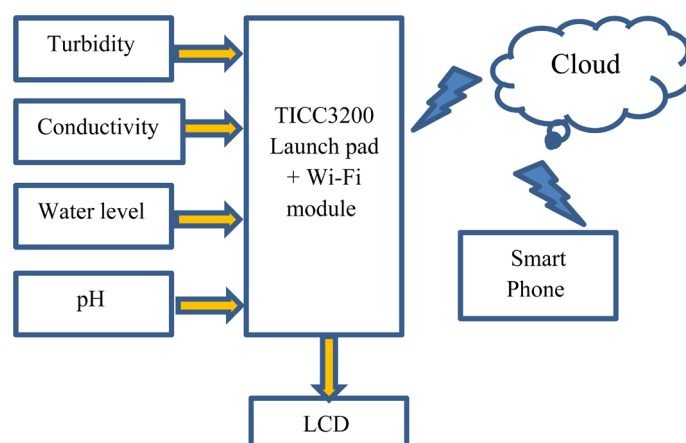 Turbidity
Conductivity
Water level
pH
TICC3200
Launch pad
+ Wi-Fi
module
LCD
Cloud
Smart
Phone